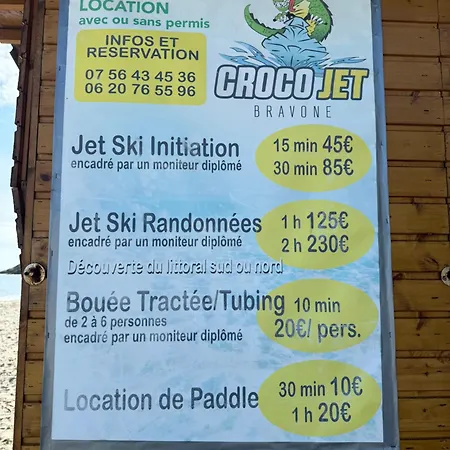 LOCATION
avec ou sans permis
INFOS ET
RESERVATION
07 56 43 45 36
06 20 76 55 96
CROCO JET
BRAVONE
Jet Ski Initiation
encadré par un moniteur diplômé
15 min 45€
30 min 85€
Jet Ski Randonnées
encadré par un moniteur diplômé
Découverte du littoral sud ou nord
1 h 125€
2 h 230€
Bouée Tractée/Tubing
de 2 à 6 personnes
encadré par un moniteur diplômé
10 min
20€/ pers.
Location de Paddle
30 min 10€
1 h 20€